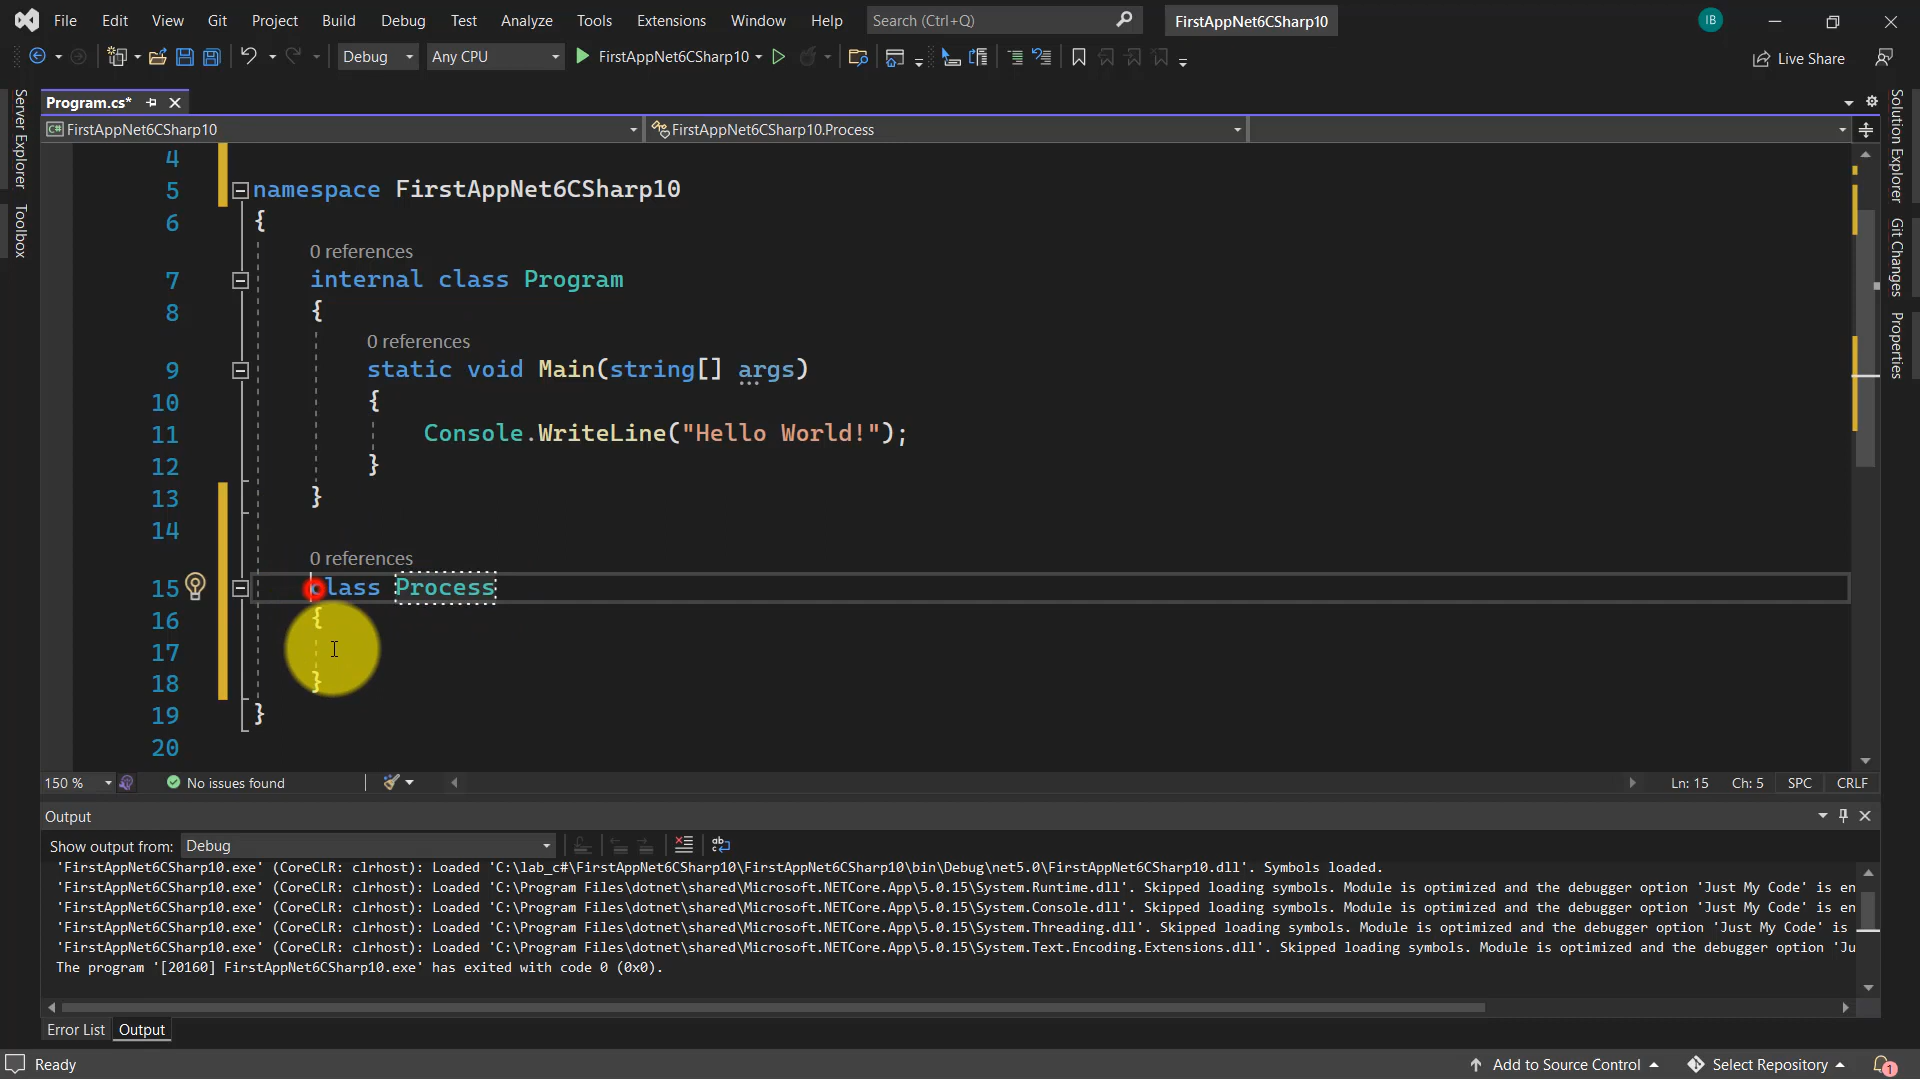 File Edit View Git Project Build Debug Test Analyze Tools Extensions Window Help Search (Ctrl+Q) FirstAppNet6CSharp10 IB
Debug Any CPU FirstAppNet6CSharp10 Live Share
Program.cs*
FirstAppNet6CSharp10 FirstAppNet6CSharp10.Process
Server Explorer
Toolbox
Solution Explorer
Git Changes
Properties
4
5 namespace FirstAppNet6CSharp10
6 {
0 references
7 internal class Program
8 {
0 references
9 static void Main(string[] args)
10 {
11 Console.WriteLine("Hello World!");
12 }
13 }
14
0 references
15 class Process
16 {
17
18 }
19 }
20
150 % No issues found Ln: 15 Ch: 5 SPC CRLF
Output
Show output from: Debug
'FirstAppNet6CSharp10.exe' (CoreCLR: clrhost): Loaded 'C:\lab_c#\FirstAppNet6CSharp10\FirstAppNet6CSharp10\bin\Debug\net5.0\FirstAppNet6CSharp10.dll'. Symbols loaded.
'FirstAppNet6CSharp10.exe' (CoreCLR: clrhost): Loaded 'C:\Program Files\dotnet\shared\Microsoft.NETCore.App\5.0.15\System.Runtime.dll'. Skipped loading symbols. Module is optimized and the debugger option 'Just My Code' is en
'FirstAppNet6CSharp10.exe' (CoreCLR: clrhost): Loaded 'C:\Program Files\dotnet\shared\Microsoft.NETCore.App\5.0.15\System.Console.dll'. Skipped loading symbols. Module is optimized and the debugger option 'Just My Code' is en
'FirstAppNet6CSharp10.exe' (CoreCLR: clrhost): Loaded 'C:\Program Files\dotnet\shared\Microsoft.NETCore.App\5.0.15\System.Threading.dll'. Skipped loading symbols. Module is optimized and the debugger option 'Just My Code' is
'FirstAppNet6CSharp10.exe' (CoreCLR: clrhost): Loaded 'C:\Program Files\dotnet\shared\Microsoft.NETCore.App\5.0.15\System.Text.Encoding.Extensions.dll'. Skipped loading symbols. Module is optimized and the debugger option 'Ju
The program '[20160] FirstAppNet6CSharp10.exe' has exited with code 0 (0x0).
Error List Output
Ready Add to Source Control Select Repository 1